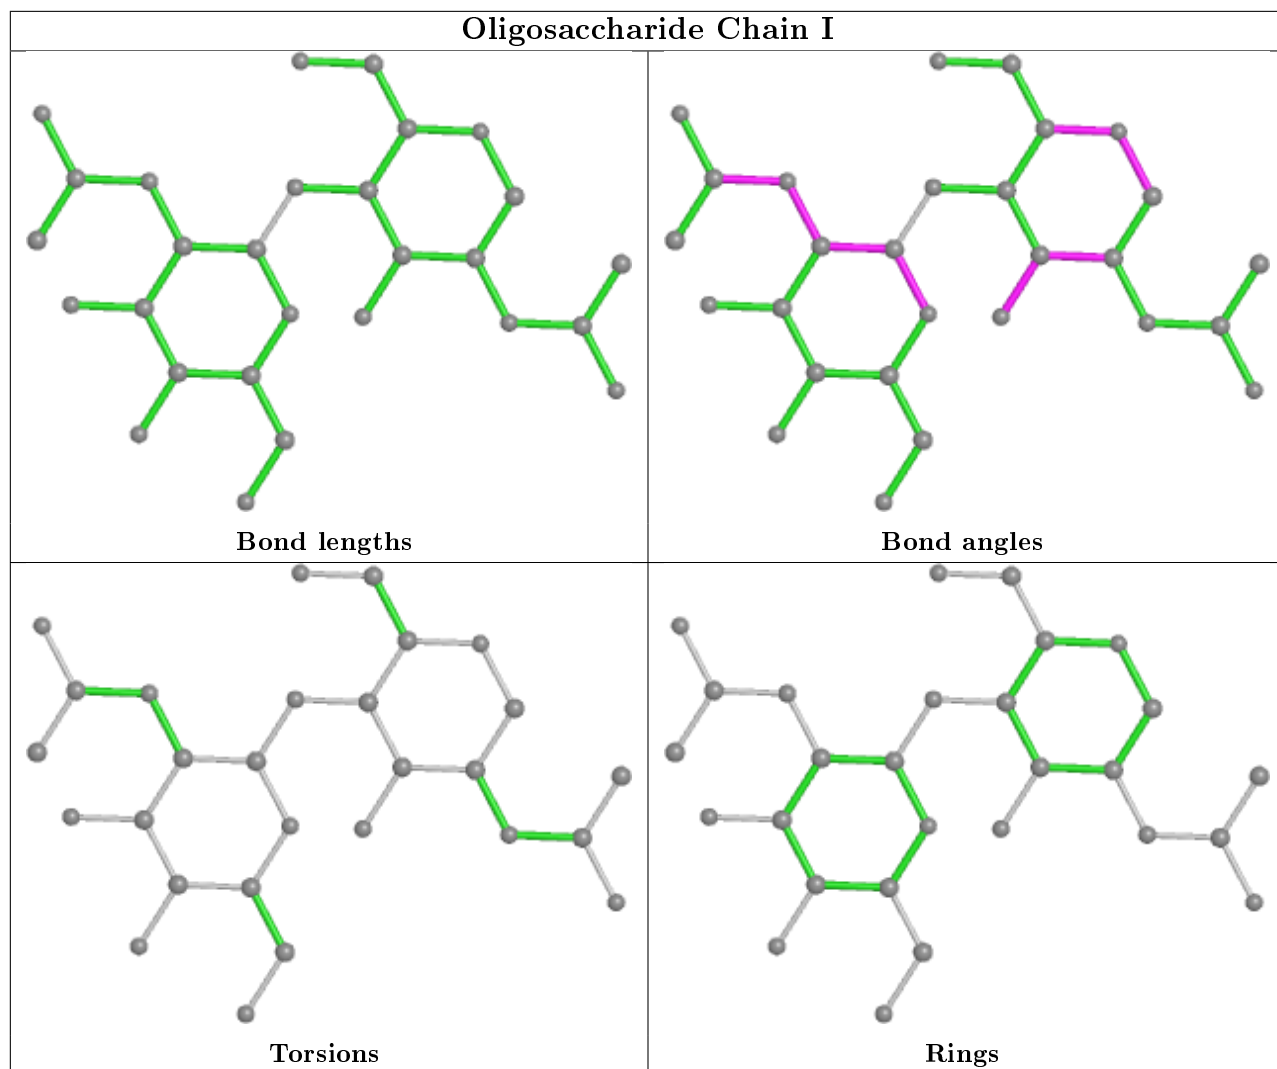 Oligosaccharide Chain I
Bond lengths
Bond angles
Torsions
Rings